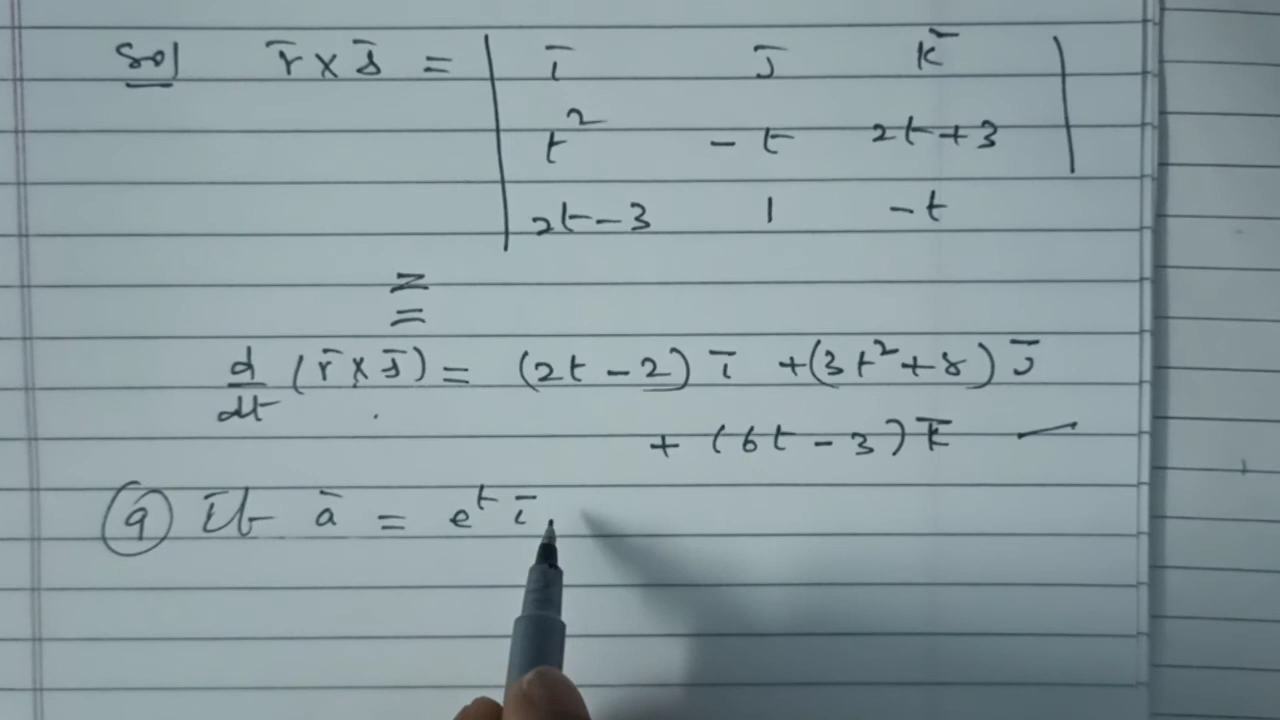 Sol r̄ × s̄ = | ī j̄ k̄ |
t² -t 2t+3
2t-3 1 -t
=
=
d/dt (r̄ × s̄) = (2t - 2) ī + (3t² + 8) j̄
+ (6t - 3) k̄
(9) If ā = eᵗ ī